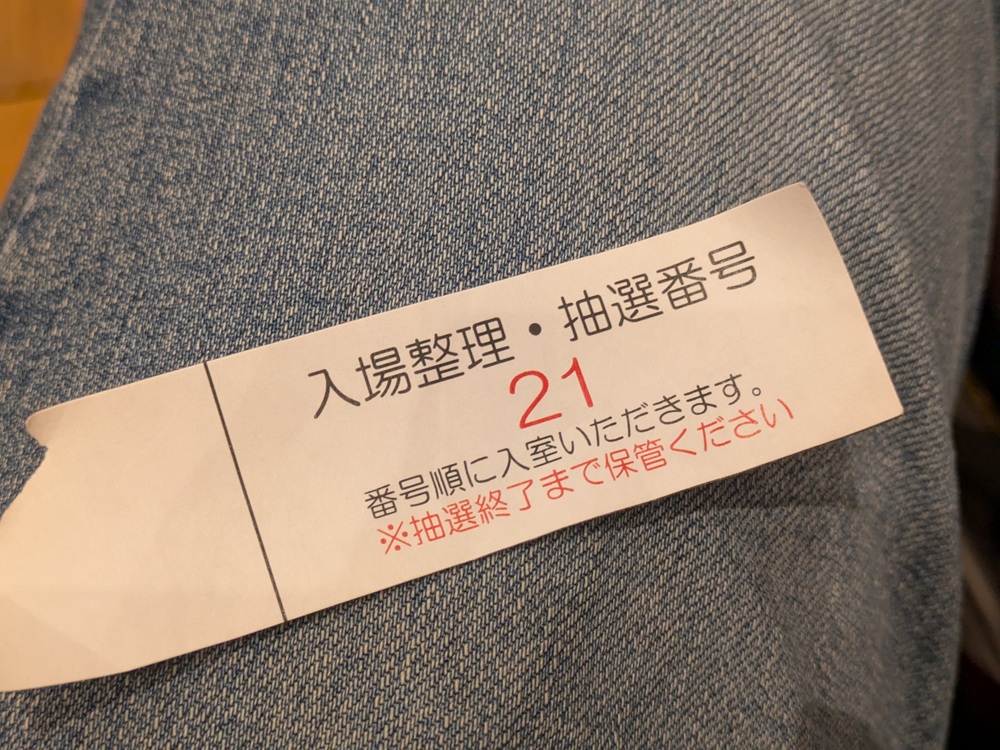 入場整理・抽選番号
21
番号順に入室いただきます。
※抽選終了まで保管ください